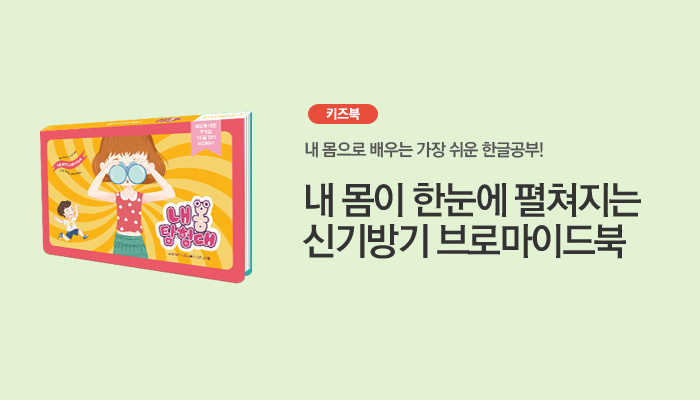 키즈북
내 몸으로 배우는 가장 쉬운 한글공부!
내 몸이 한눈에 펼쳐지는
신기방기 브로마이드북
내 몸
탐험대